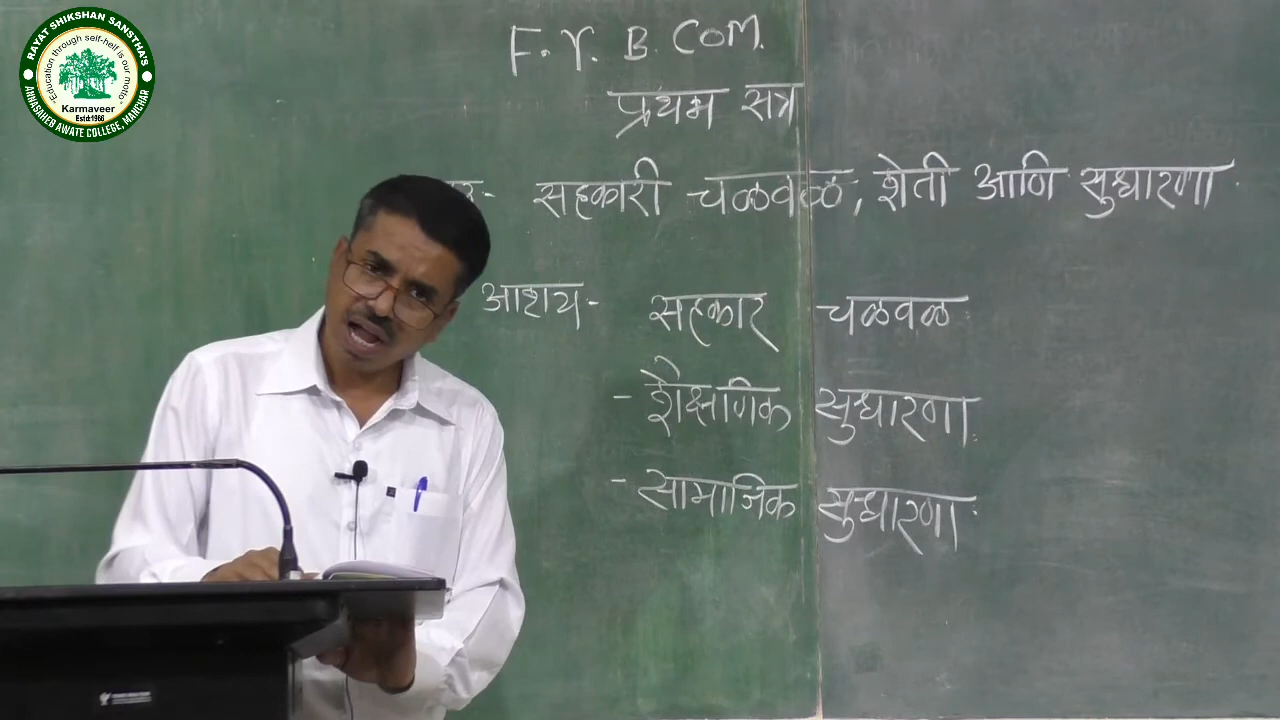 RAYAT SHIKSHAN SANSTHA'S
"Education through self-help is our motto"
Karmaveer
Estd:1966
ANNASAHEB AWATE COLLEGE, MANCHAR
F.Y. B. COM.
प्रथम सत्र
- सहकारी चळवळ, शेती आणि सुधारणा.
आशय - सहकार चळवळ
- शैक्षणिक सुधारणा.
- सामाजिक सुधारणा.